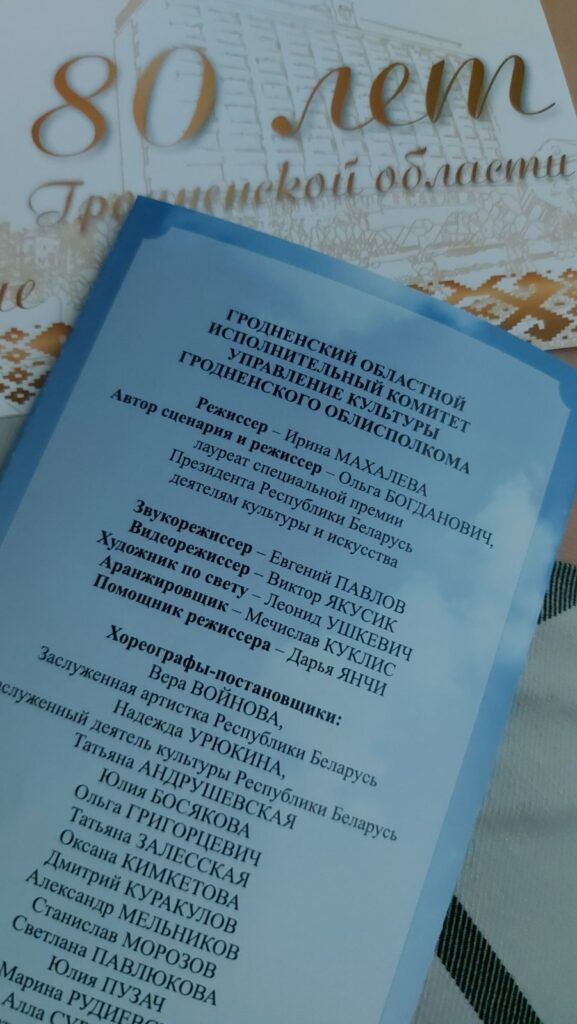 80 лет
Гродненской области
ГРОДНЕНСКИЙ ОБЛАСТНОЙ
ИСПОЛНИТЕЛЬНЫЙ КОМИТЕТ
УПРАВЛЕНИЕ КУЛЬТУРЫ
ГРОДНЕНСКОГО ОБЛИСПОЛКОМА
Режиссер – Ирина МАХАЛЕВА
Автор сценария и режиссер – Ольга БОГДАНОВИЧ,
лауреат специальной премии
Президента Республики Беларусь
деятелям культуры и искусства
Звукорежиссер – Евгений ПАВЛОВ
Видеорежиссер – Виктор ЯКУСИК
Художник по свету – Леонид УШКЕВИЧ
Аранжировщик – Мечислав КУКЛИС
Помощник режиссера – Дарья ЯНЧИ
Хореографы-постановщики:
Вера ВОЙНОВА,
Заслуженная артистка Республики Беларусь
Надежда УРЮКИНА,
аслуженный деятель культуры Республики Беларусь
Татьяна АНДРУШЕВСКАЯ
Юлия БОСЯКОВА
Ольга ГРИГОРЦЕВИЧ
Татьяна ЗАЛЕССКАЯ
Оксана КИМКЕТОВА
Дмитрий КУРАКУЛОВ
Александр МЕЛЬНИКОВ
Станислав МОРОЗОВ
Светлана ПАВЛЮКОВА
Юлия ПУЗАЧ
Марина РУДИЕВС
Алла